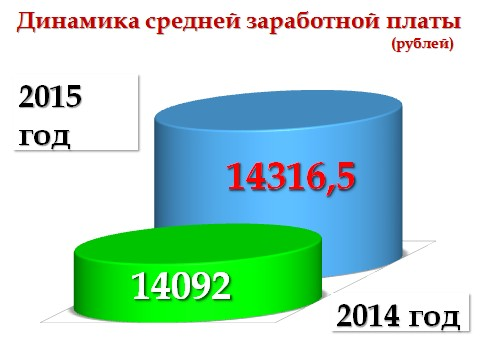 Динамика средней заработной платы
(рублей)
2015
год
14316,5
14092
2014 год